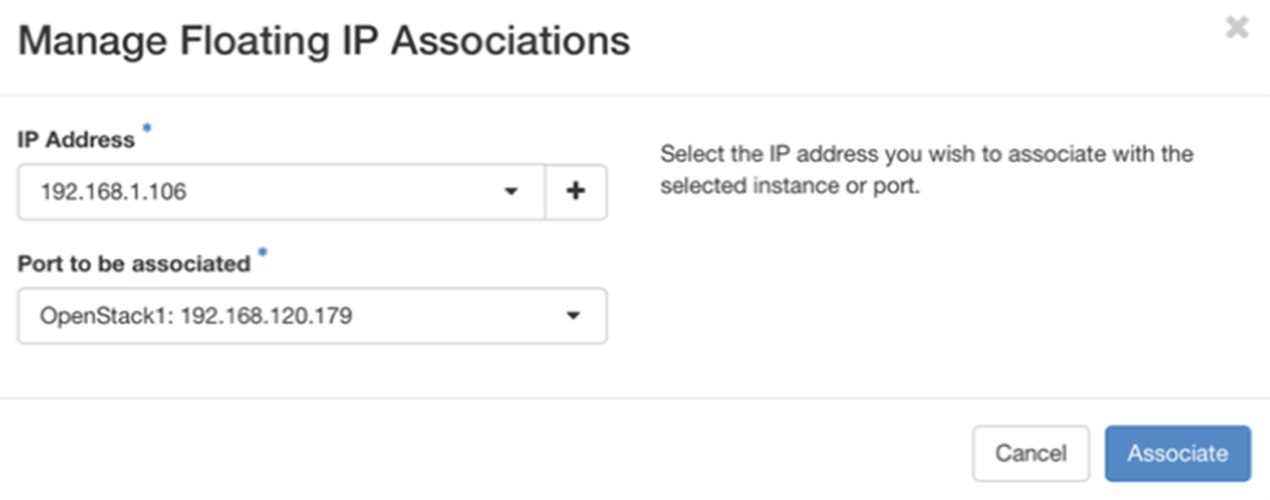 Manage Floating IP Associations
IP Address *
192.168.1.106
Select the IP address you wish to associate with the
selected instance or port.
Port to be associated *
OpenStack1: 192.168.120.179
Cancel
Associate